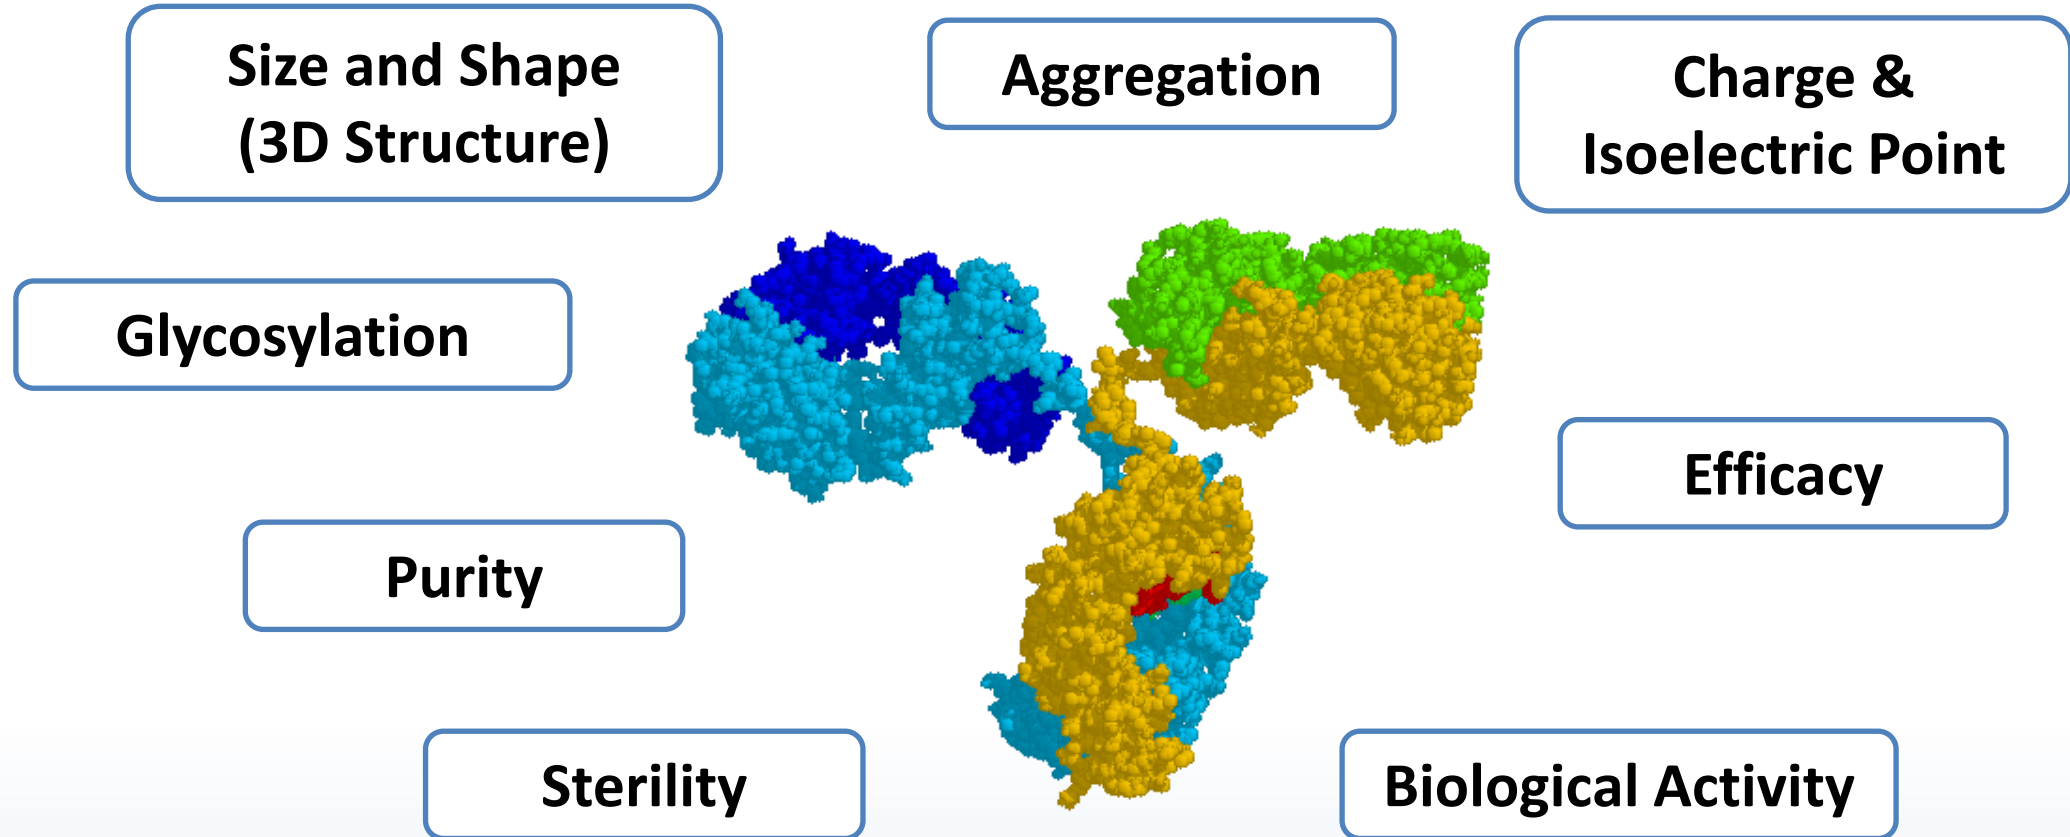 Size and Shape
(3D Structure)
Aggregation
Charge &
Isoelectric Point
Glycosylation
Efficacy
Purity
Sterility
Biological Activity